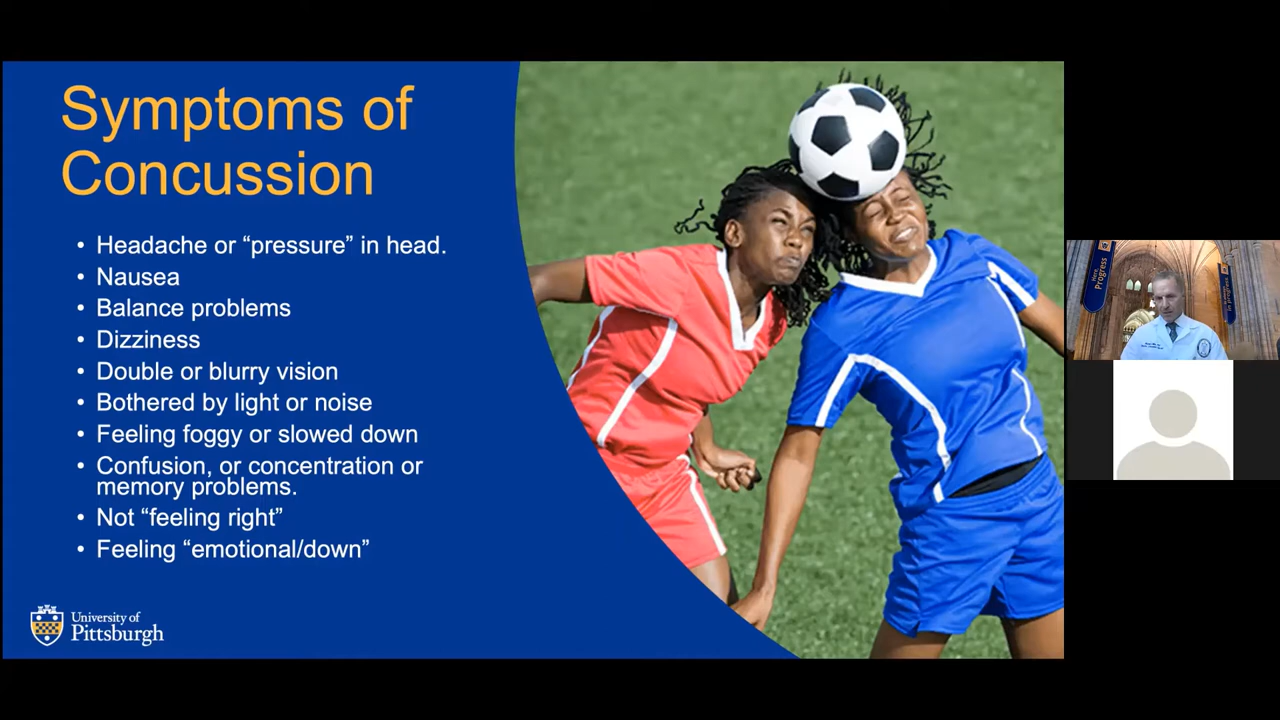 Symptoms of
Concussion
• Headache or “pressure” in head.
• Nausea
• Balance problems
• Dizziness
• Double or blurry vision
• Bothered by light or noise
• Feeling foggy or slowed down
• Confusion, or concentration or
memory problems.
• Not “feeling right”
• Feeling “emotional/down”
University of
Pittsburgh
Here,
Progress